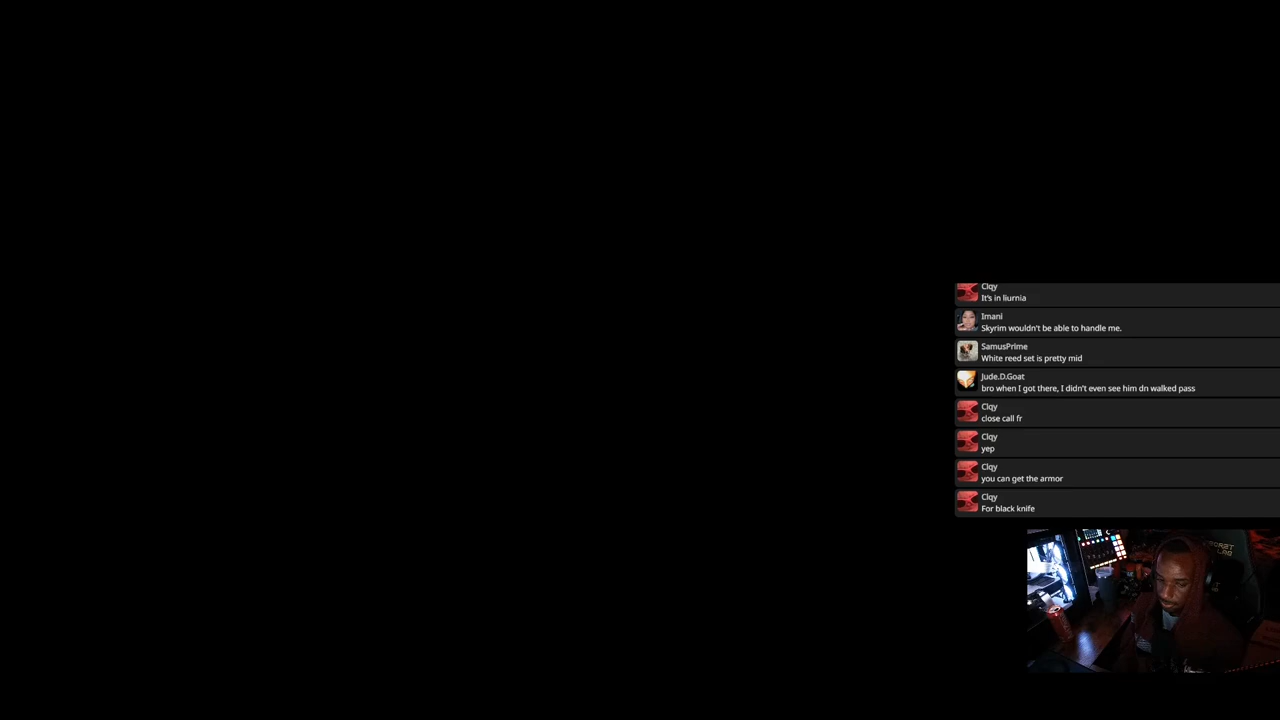 Clqy
It's in liurnia
Imani
Skyrim wouldn't be able to handle me.
SamusPrime
White reed set is pretty mid
Jude.D.Goat
bro when I got there, I didn't even see him dn walked pass
Clqy
close call fr
Clqy
yep
Clqy
you can get the armor
Clqy
For black knife